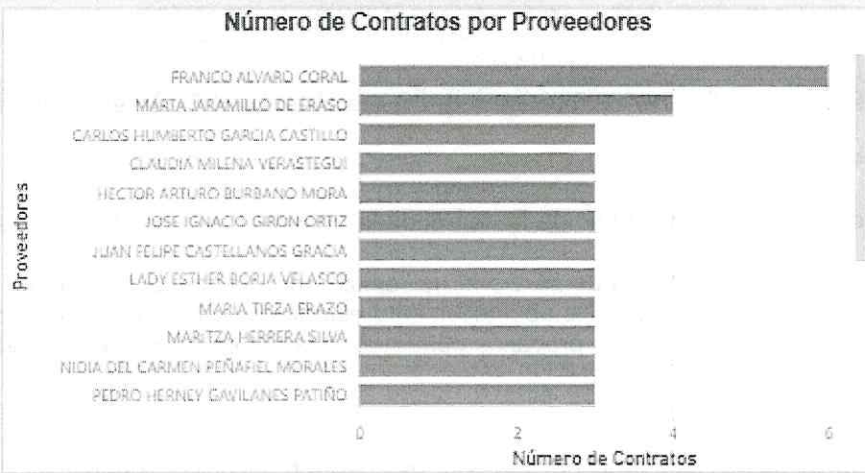 Número de Contratos por Proveedores
FRANCO ALVARO CORAL
MARTA JARAMILLO DE ERASO
CARLOS HUMBERTO GARCIA CASTILLO
CLAUDIA MILENA VERASTEGUI
HECTOR ARTURO BURBANO MORA
JOSE IGNACIO GIRON ORTIZ
JUAN FELIPE CASTELLANOS GRACIA
LADY ESTHER BORJA VELASCO
MARIA TIRZA ERAZO
MARITZA HERRERA SILVA
NIDIA DEL CARMEN PEÑAFIEL MORALES
PEDRO HERNEY GAVILANES PATIÑO
Proveedores
0 2 4 6
Número de Contratos